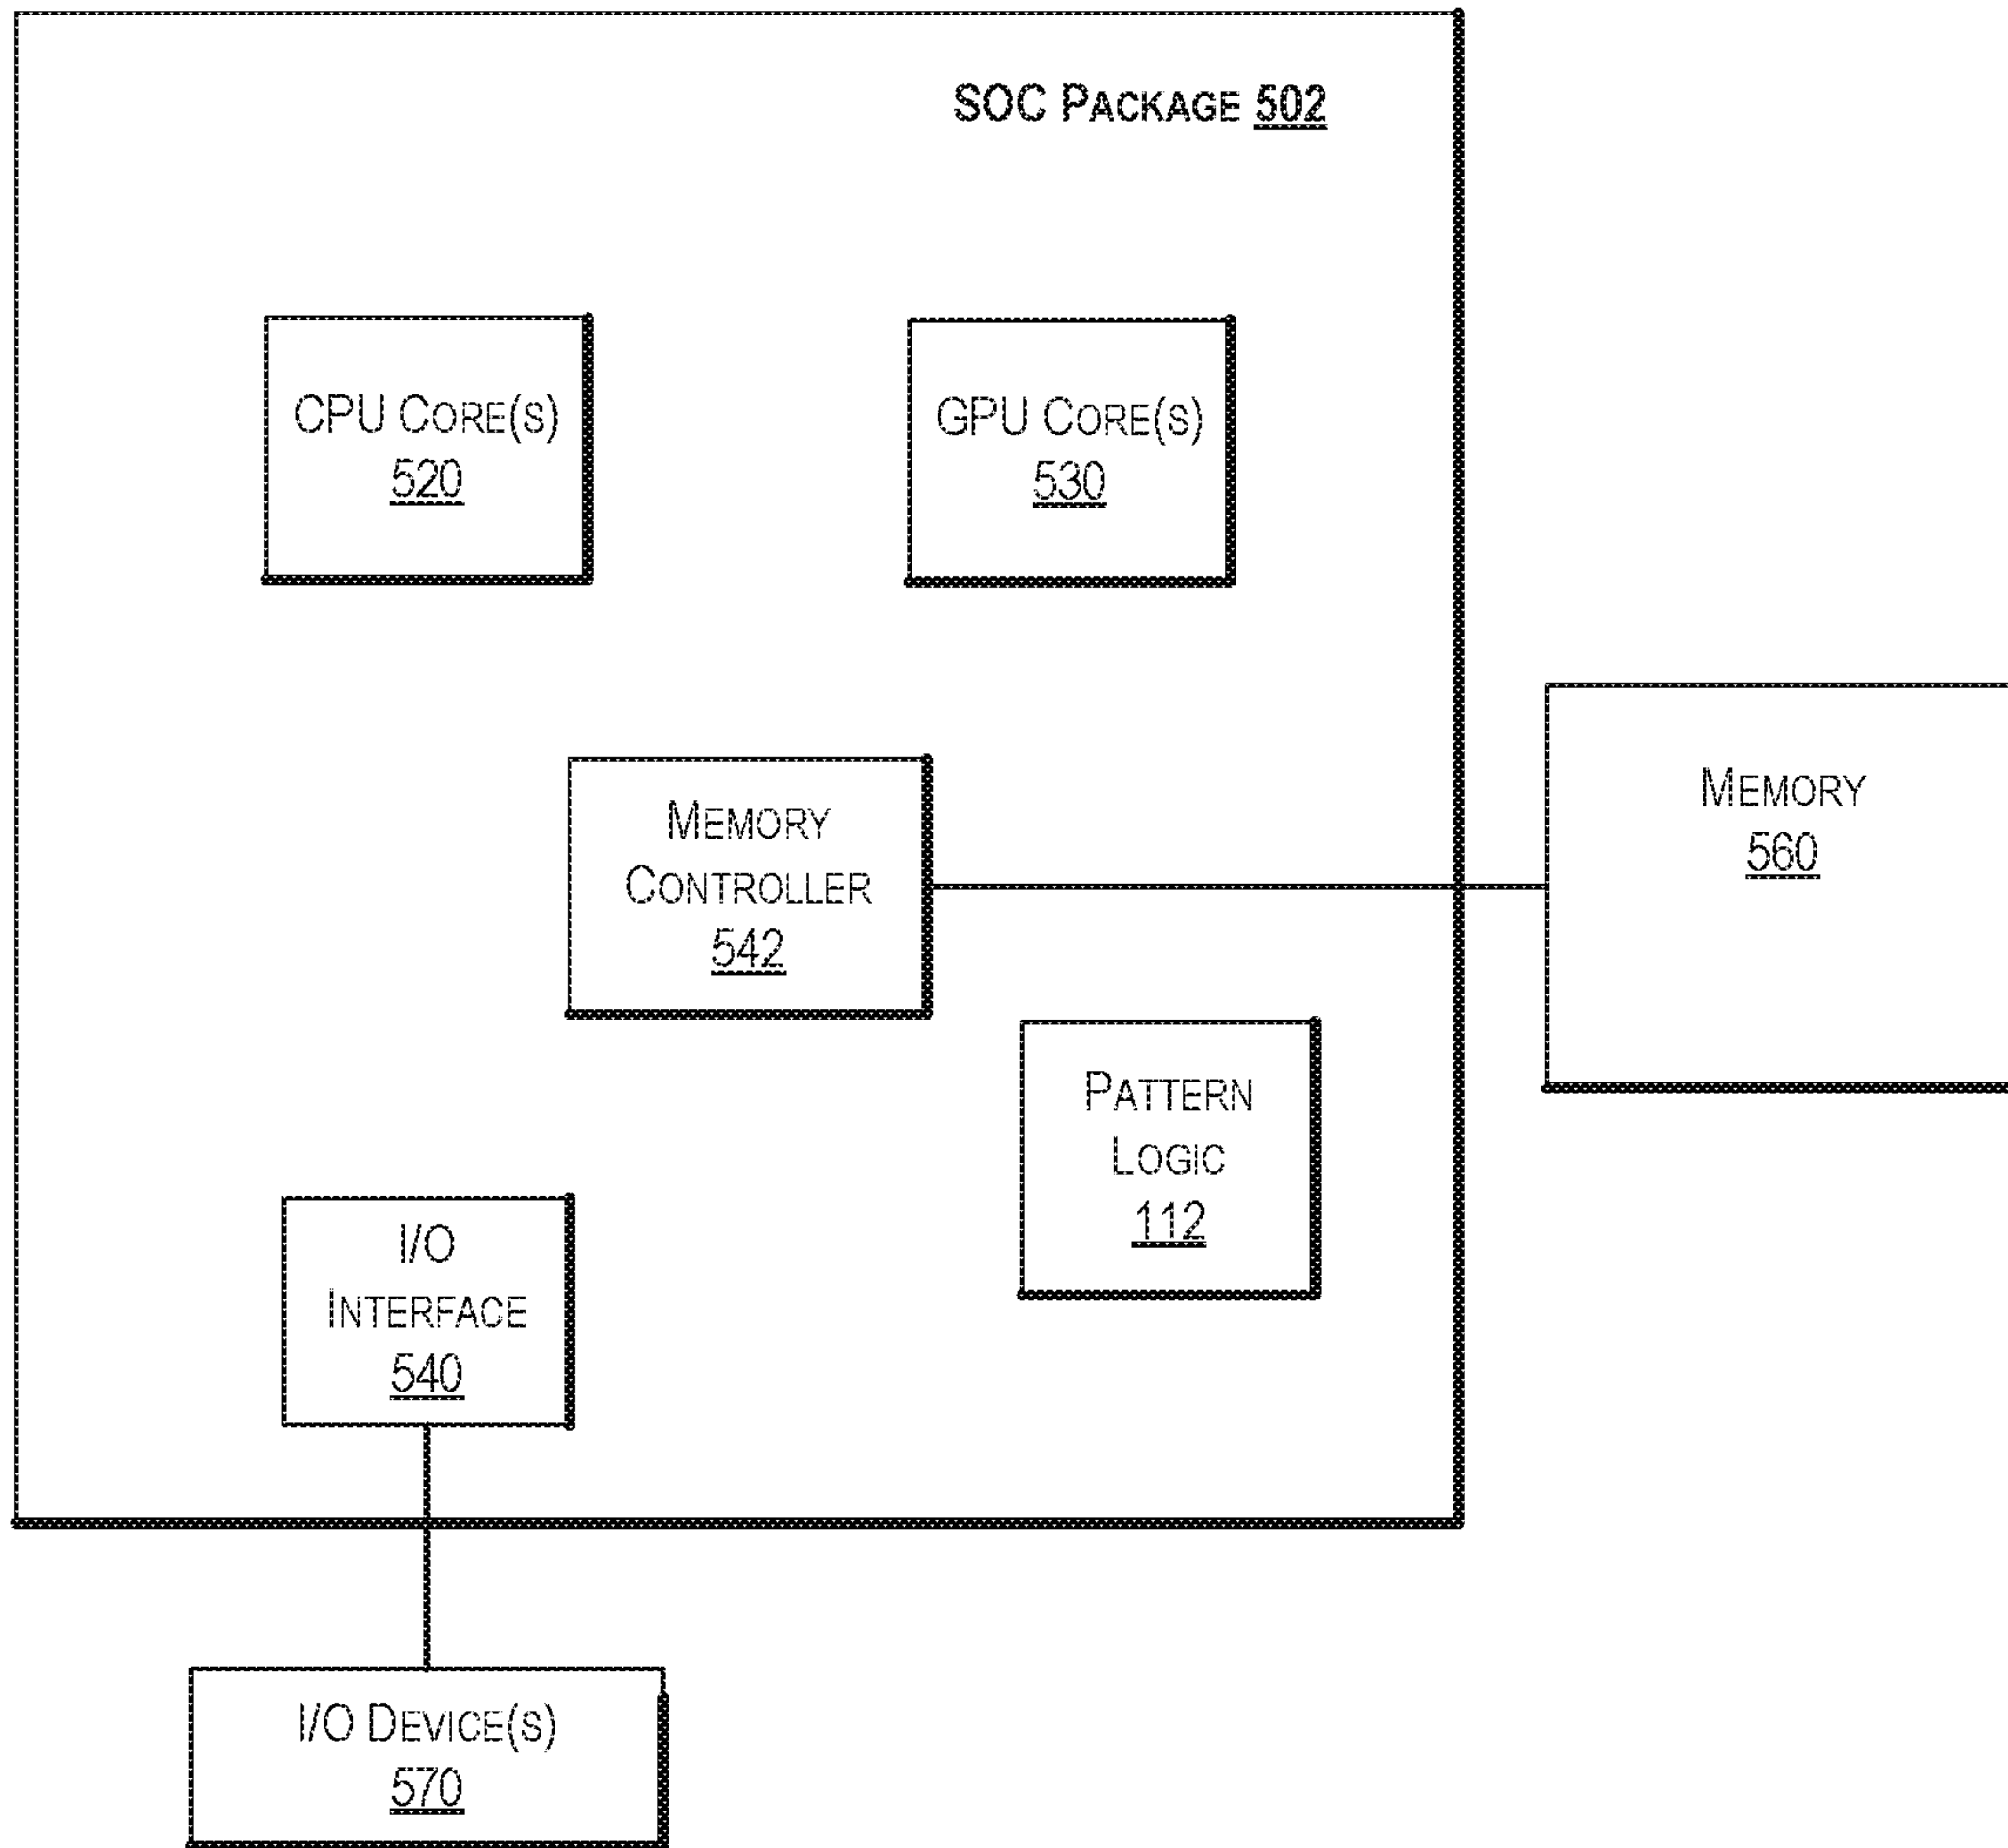 SOC PACKAGE 502
CPU CORE(S)
520
GPU CORE(S)
530
MEMORY
CONTROLLER
542
MEMORY
560
PATTERN
LOGIC
112
I/O
INTERFACE
540
I/O DEVICE(S)
570